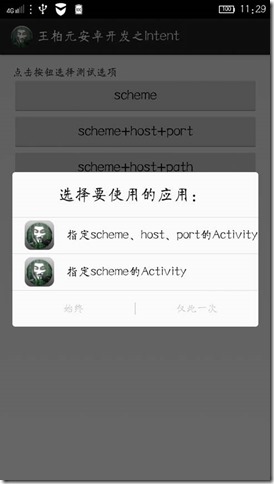 4G 100 11:29
王柏元安卓开发之Intent
点击按钮选择测试选项
scheme
scheme+host+port
scheme+host+path
选择要使用的应用：
指定scheme、host、port的Activity
指定scheme的Activity
始终 仅此一次